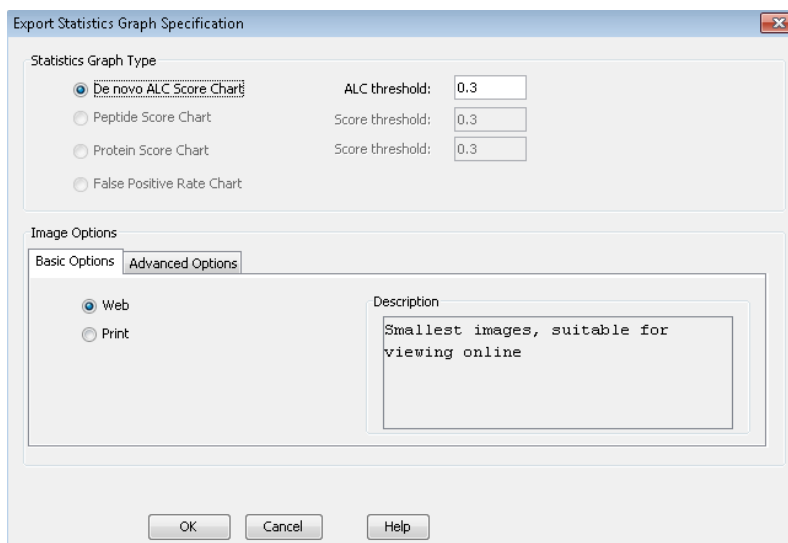 Export Statistics Graph Specification
Statistics Graph Type
De novo ALC Score Chart ALC threshold: 0.3
Peptide Score Chart Score threshold: 0.3
Protein Score Chart Score threshold: 0.3
False Positive Rate Chart
Image Options
Basic Options Advanced Options
Web
Print
Description
Smallest images, suitable for
viewing online
OK Cancel Help